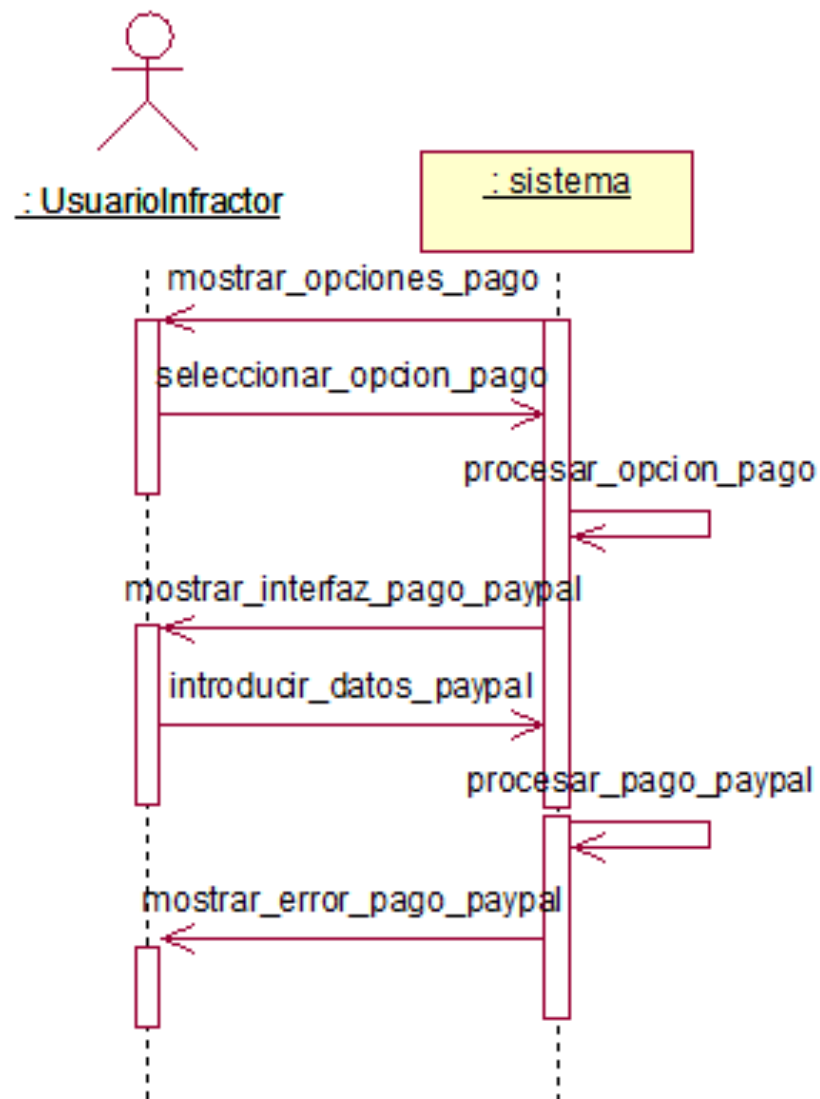 : UsuarioInfractor
: sistema
mostrar_opciones_pago
seleccionar_opcion_pago
procesar_opcion_pago
mostrar_interfaz_pago_paypal
introducir_datos_paypal
procesar_pago_paypal
mostrar_error_pago_paypal